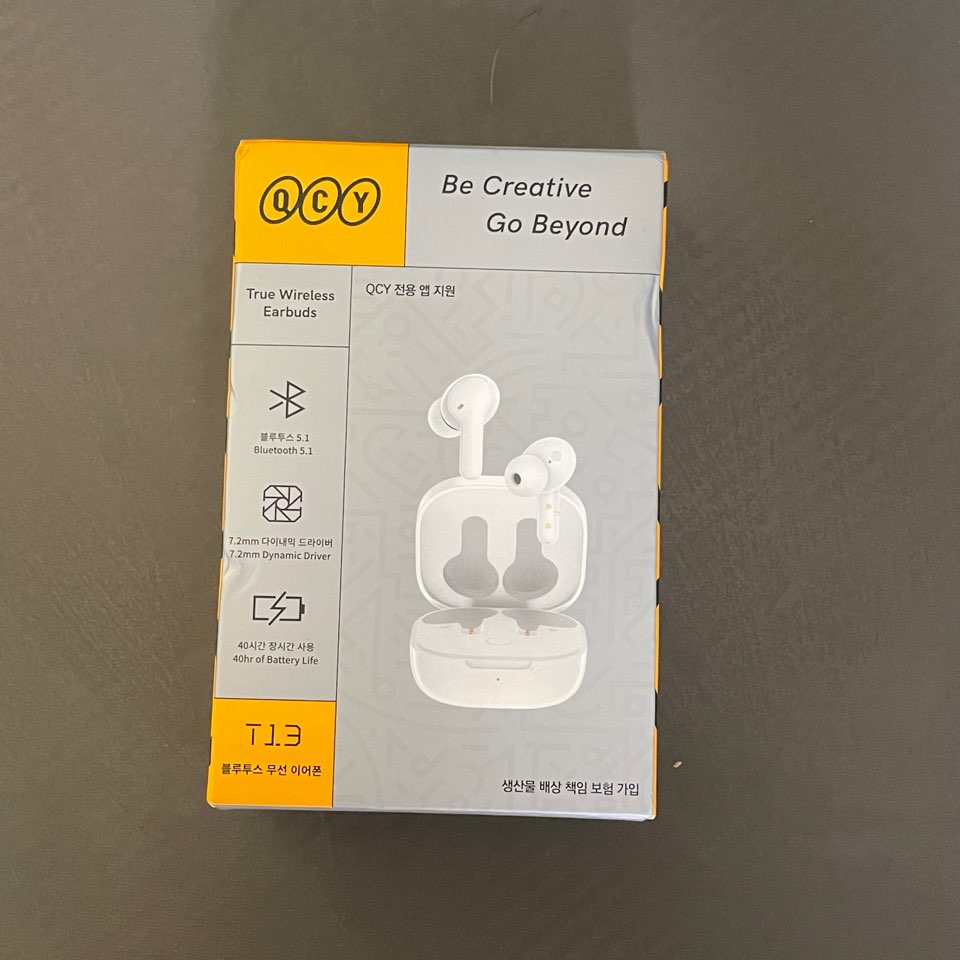 QCY
Be Creative
Go Beyond
True Wireless
Earbuds
QCY 전용 앱 지원
블루투스 5.1
Bluetooth 5.1
7.2mm 다이내믹 드라이버
7.2mm Dynamic Driver
40시간 장시간 사용
40hr of Battery Life
T13
블루투스 무선 이어폰
생산물 배상 책임 보험 가입